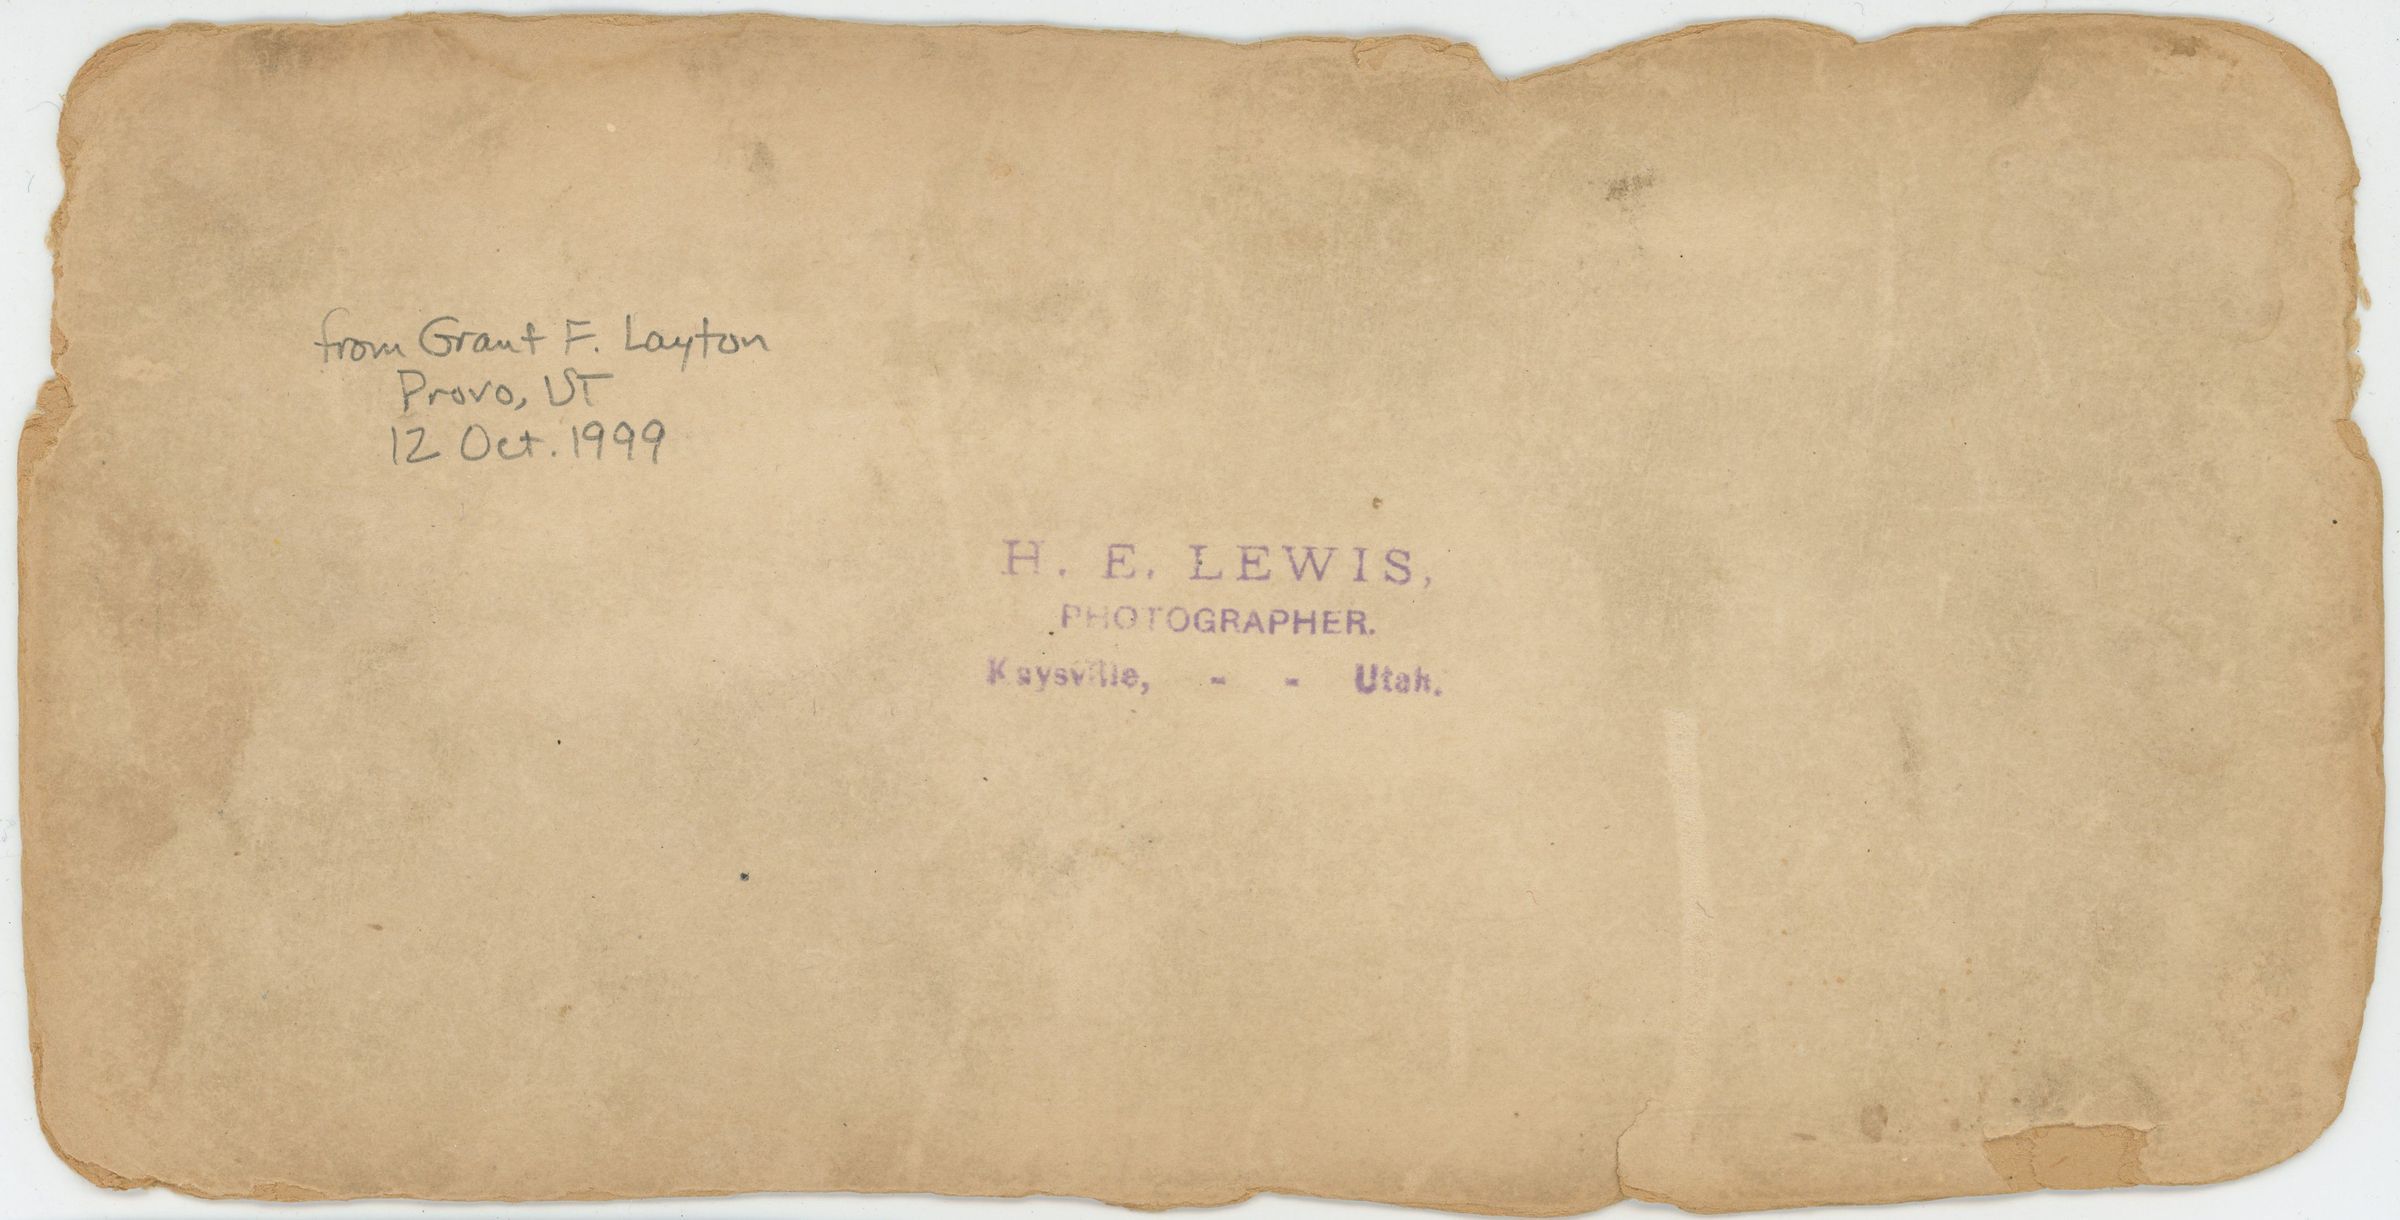 from Grant F. Layton
Provo, UT
12 Oct. 1999
H. E. LEWIS,
PHOTOGRAPHER.
Kaysville, - - Utah.